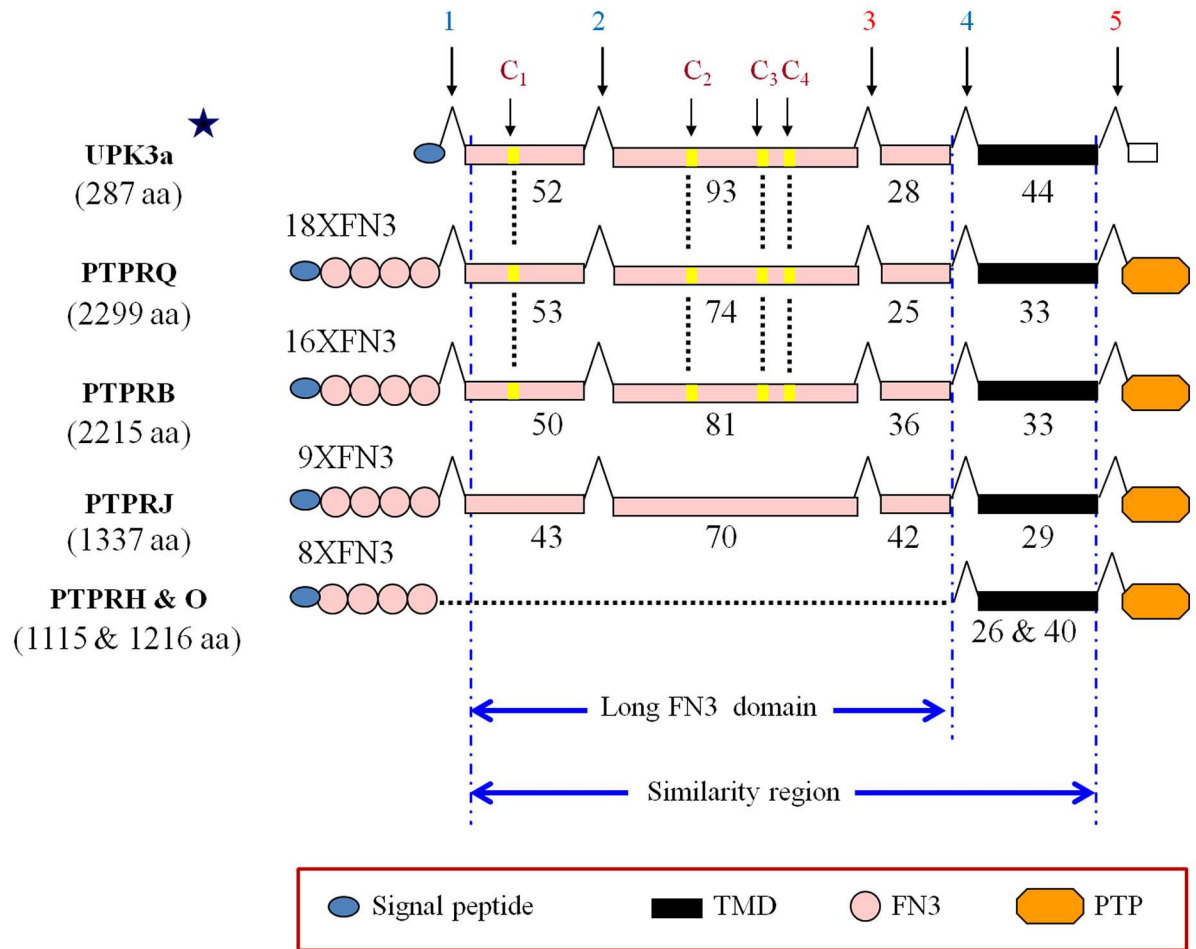 1 2 3 4 5
C1 C2 C3 C4
UPK3a
(287 aa)
52 93 28 44
18XFN3
PTPRQ
(2299 aa)
53 74 25 33
16XFN3
PTPRB
(2215 aa)
50 81 36 33
9XFN3
PTPRJ
(1337 aa)
43 70 42 29
8XFN3
PTPRH & O
(1115 & 1216 aa)
26 & 40
Long FN3 domain
Similarity region
Signal peptide TMD FN3 PTP